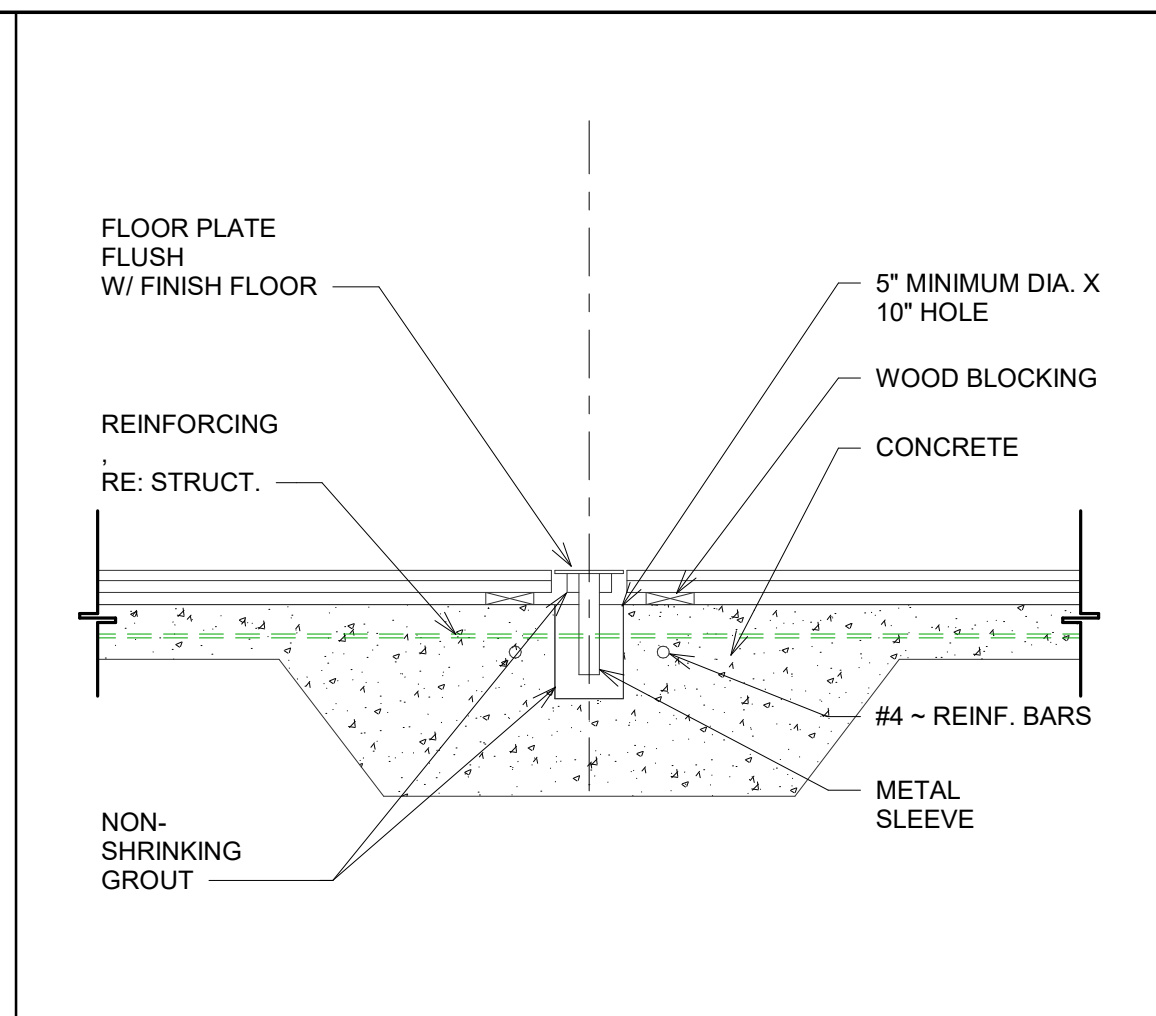 FLOOR PLATE
FLUSH
W/ FINISH FLOOR
REINFORCING
,
RE: STRUCT.
NON-
SHRINKING
GROUT
5" MINIMUM DIA. X
10" HOLE
WOOD BLOCKING
CONCRETE
#4 ~ REINF. BARS
METAL
SLEEVE